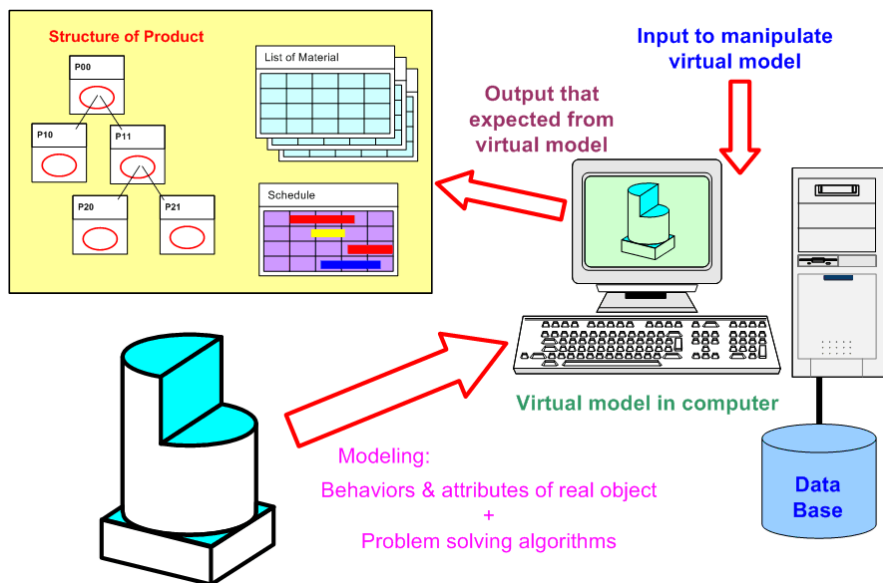 Structure of Product
P00
P10
P11
P20
P21
List of Material
Schedule
Output that
expected from
virtual model
Input to manipulate
virtual model
Virtual model in computer
Modeling:
Behaviors & attributes of real object
+
Problem solving algorithms
Data
Base